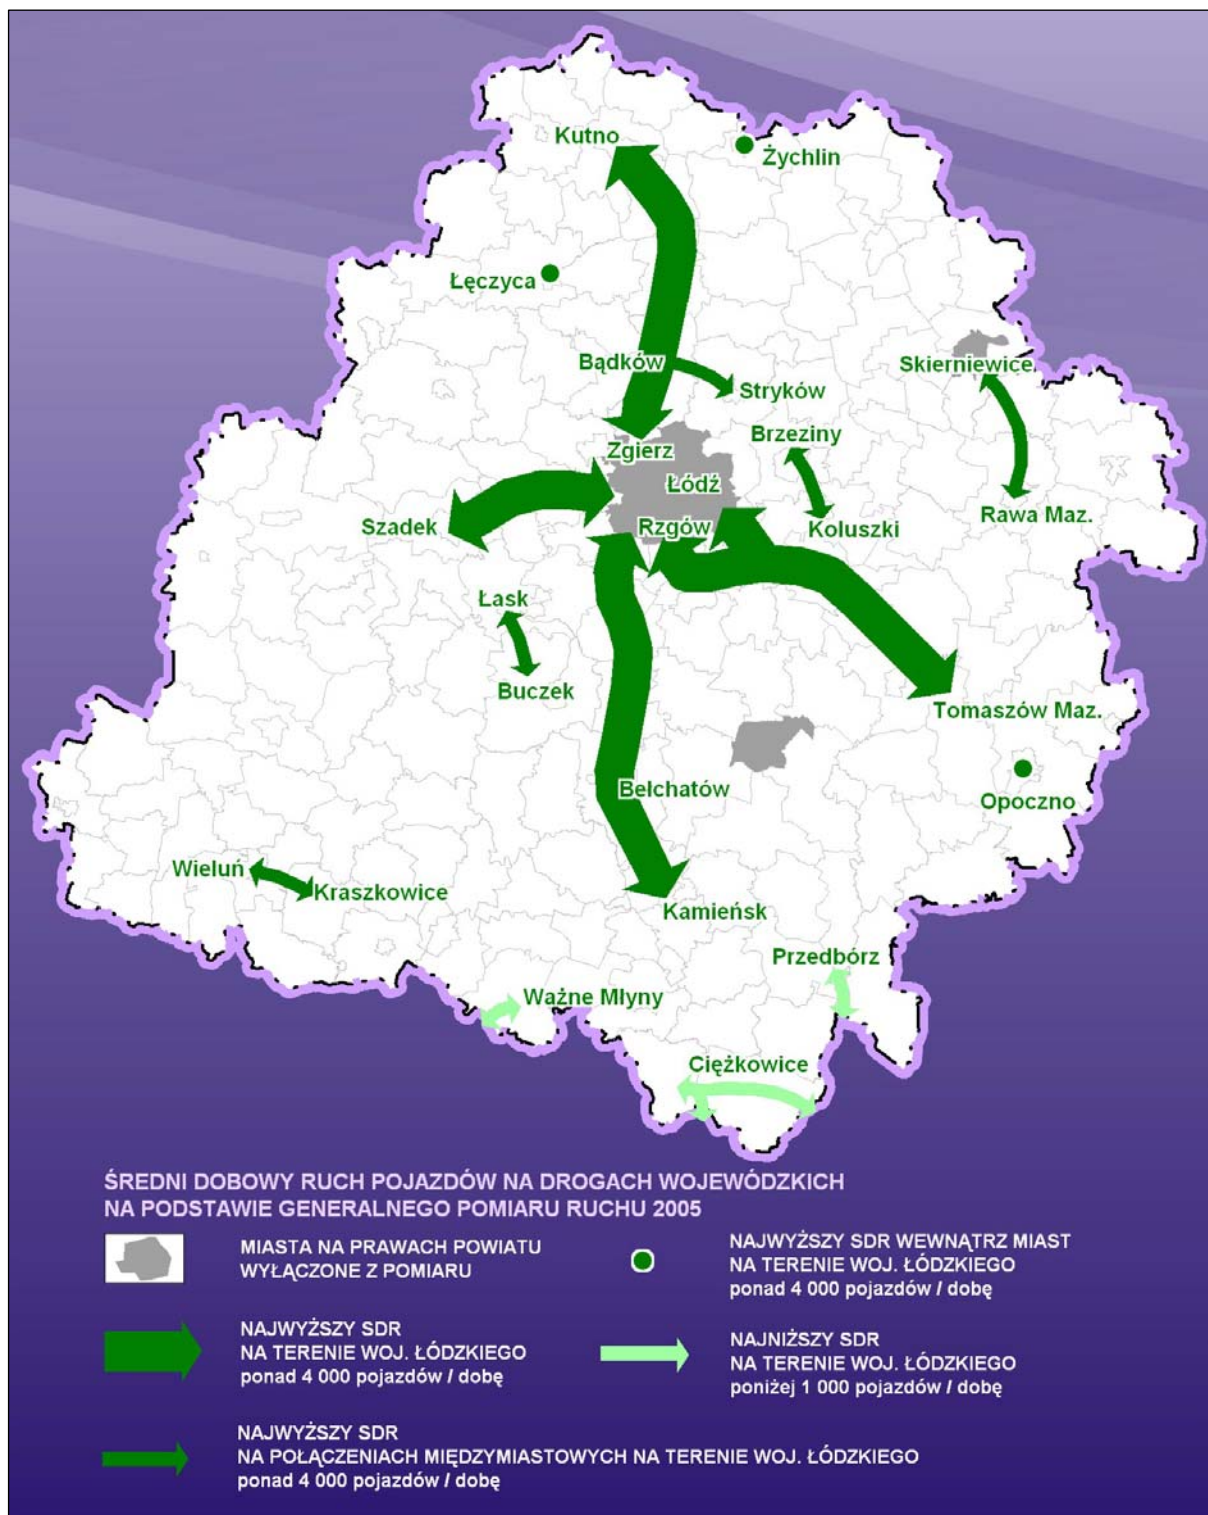 Kutno
Żychlin
Łęczyca
Bądków
Stryków
Skierniewice
Brzeziny
Zgierz
Łódź
Rzgów
Koluszki
Rawa Maz.
Szadek
Łask
Buczek
Tomaszów Maz.
Bełchatów
Opoczno
Wieluń
Kraszkowice
Kamieńsk
Przedbórz
Ważne Młyny
Ciężkowice
ŚREDNI DOBOWY RUCH POJAZDÓW NA DROGACH WOJEWÓDZKICH
NA PODSTAWIE GENERALNEGO POMIARU RUCHU 2005
MIASTA NA PRAWACH POWIATU
WYŁĄCZONE Z POMIARU
NAJWYŻSZY SDR WEWNĄTRZ MIAST
NA TERENIE WOJ. ŁÓDZKIEGO
ponad 4 000 pojazdów / dobę
NAJWYŻSZY SDR
NA TERENIE WOJ. ŁÓDZKIEGO
ponad 4 000 pojazdów / dobę
NAJNIŻSZY SDR
NA TERENIE WOJ. ŁÓDZKIEGO
poniżej 1 000 pojazdów / dobę
NAJWYŻSZY SDR
NA POŁĄCZENIACH MIĘDZYMIASTOWYCH NA TERENIE WOJ. ŁÓDZKIEGO
ponad 4 000 pojazdów / dobę